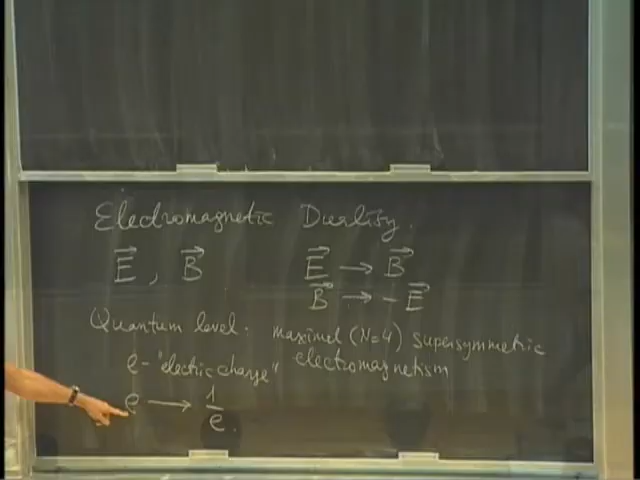 Electromagnetic Duality.
E⃗ , B⃗
E⃗ → B⃗
B⃗ → - E⃗
Quantum level: maximal (N=4) supersymmetric
electromagnetism
e - "electric charge"
e → 1/e.